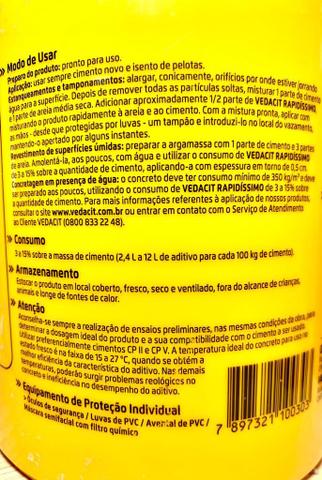 » Modo de Usar
Preparo do produto: pronto para uso.
Aplicação: usar sempre cimento novo e isento de pelotas.
Estanqueamentos e tamponamentos: alargar, conicamente, orifícios por onde estiver jorrando
água para a superfície. Depois de remover todas as partículas soltas, misturar 1 parte de cimento
e 1 parte de areia média seca. Adicionar aproximadamente 1/2 parte de VEDACIT RAPIDÍSSIMO,
misturando o produto rapidamente à areia e ao cimento. Com a mistura pronta, aplicar com
as mãos - desde que protegidas por luvas - um tampão e introduzi-lo no local do vazamento,
mantendo-o apertado por alguns instantes.
Revestimento de superfícies úmidas: preparar a argamassa com 1 parte de cimento e 3 partes
de areia. Amolentá-la, aos poucos, com água e utilizar o consumo de VEDACIT RAPIDÍSSIMO
de 3 a 15% sobre a quantidade de cimento, aplicando-a com espessura em torno de 0,5 cm.
Concretagem em presença de água: o concreto deve ter consumo mínimo de 350 kg/m³ e deve
ser preparado aos poucos, utilizando o consumo de VEDACIT RAPIDÍSSIMO de 3 a 15% sobre
a quantidade de cimento. Para mais informações referentes à aplicação de nossos produtos,
consultar o site www.vedacit.com.br ou entrar em contato com o Serviço de Atendimento
ao Cliente VEDACIT (0800 833 22 48).
» Consumo
3 a 15% sobre a massa de cimento (2,4 L a 12 L de aditivo para cada 100 kg de cimento).
» Armazenamento
Estocar o produto em local coberto, fresco, seco e ventilado, fora do alcance de crianças,
animais e longe de fontes de calor.
» Atenção
Aconselha-se sempre a realização de ensaios preliminares, nas mesmas condições da obra, para
determinar a dosagem ideal do produto e a sua compatibilidade com o cimento a ser usado.
Utilizar preferencialmente cimentos CP II e CP V. A temperatura ideal do concreto para uso no
estado fresco é na faixa de 15 a 27 °C, quando se obtém a
melhor eficiência da característica do aditivo. Nas demais
temperaturas, poderão surgir problemas reológicos no
concreto e ineficiência no desempenho do aditivo.
» Equipamento de Proteção Individual
Óculos de segurança / Luvas de PVC / Avental de PVC /
Máscara semifacial com filtro químico
7 897321 100303